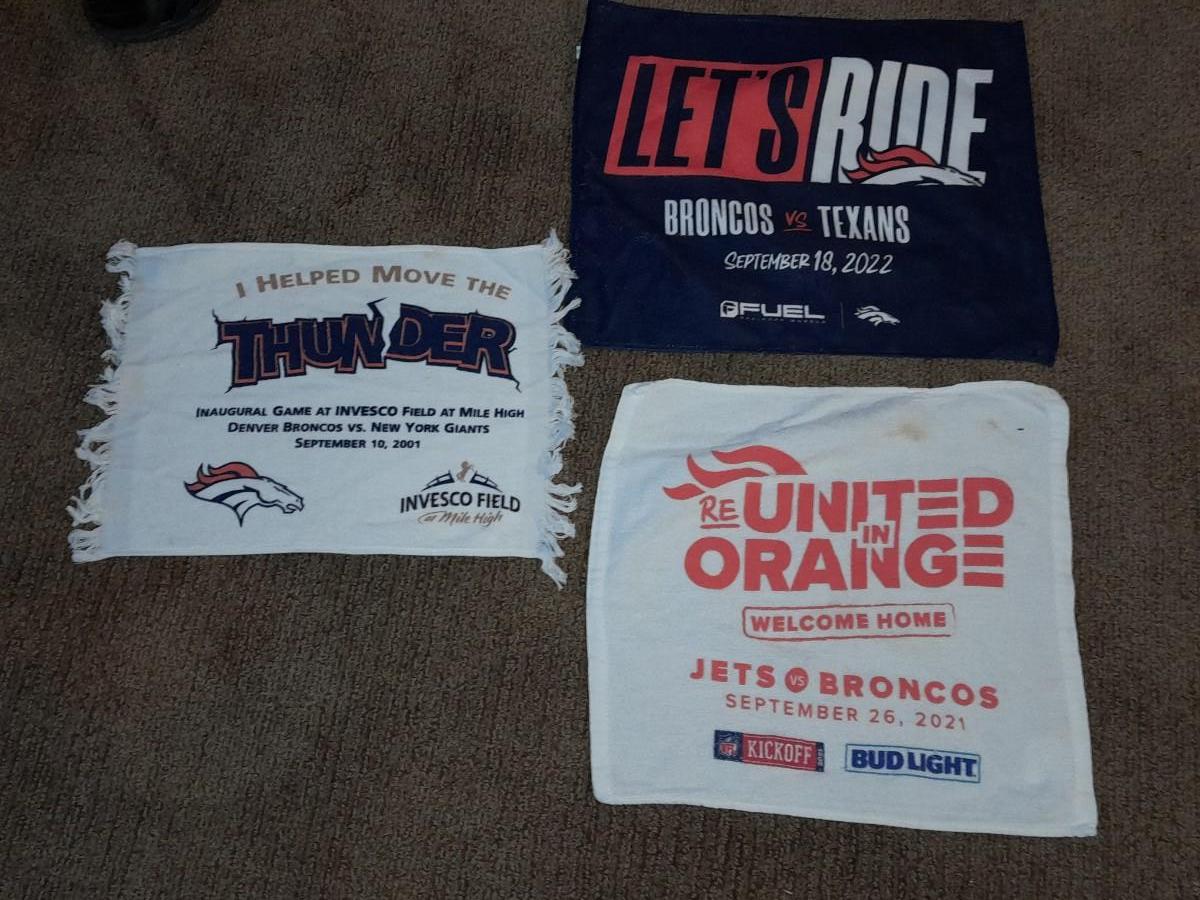 LET'S RIDE
BRONCOS VS TEXANS
SEPTEMBER 18, 2022
FUEL
I HELPED MOVE THE
THUNDER
INAUGURAL GAME AT INVESCO FIELD AT MILE HIGH
DENVER BRONCOS VS. NEW YORK GIANTS
SEPTEMBER 10, 2001
INVESCO FIELD
at Mile High
RE UNITED
IN
ORANGE
WELCOME HOME
JETS VS BRONCOS
SEPTEMBER 26, 2021
NFL KICKOFF 2021
BUD LIGHT